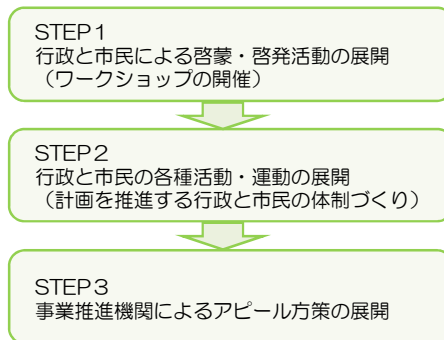 STEP1
行政と市民による啓蒙・啓発活動の展開
（ワークショップの開催）
STEP2
行政と市民の各種活動・運動の展開
（計画を推進する行政と市民の体制づくり）
STEP3
事業推進機関によるアピール方策の展開